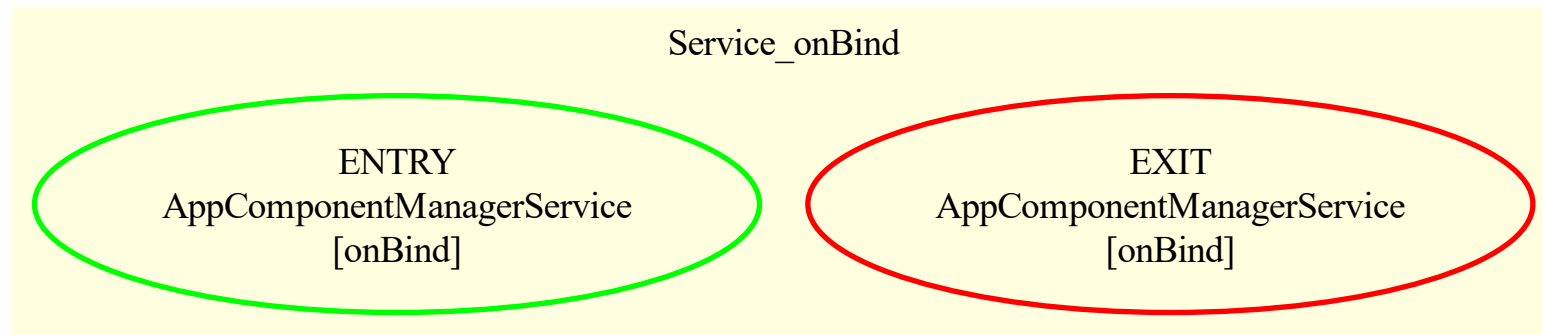 Service_onBind
ENTRY
AppComponentManagerService
[onBind]
EXIT
AppComponentManagerService
[onBind]